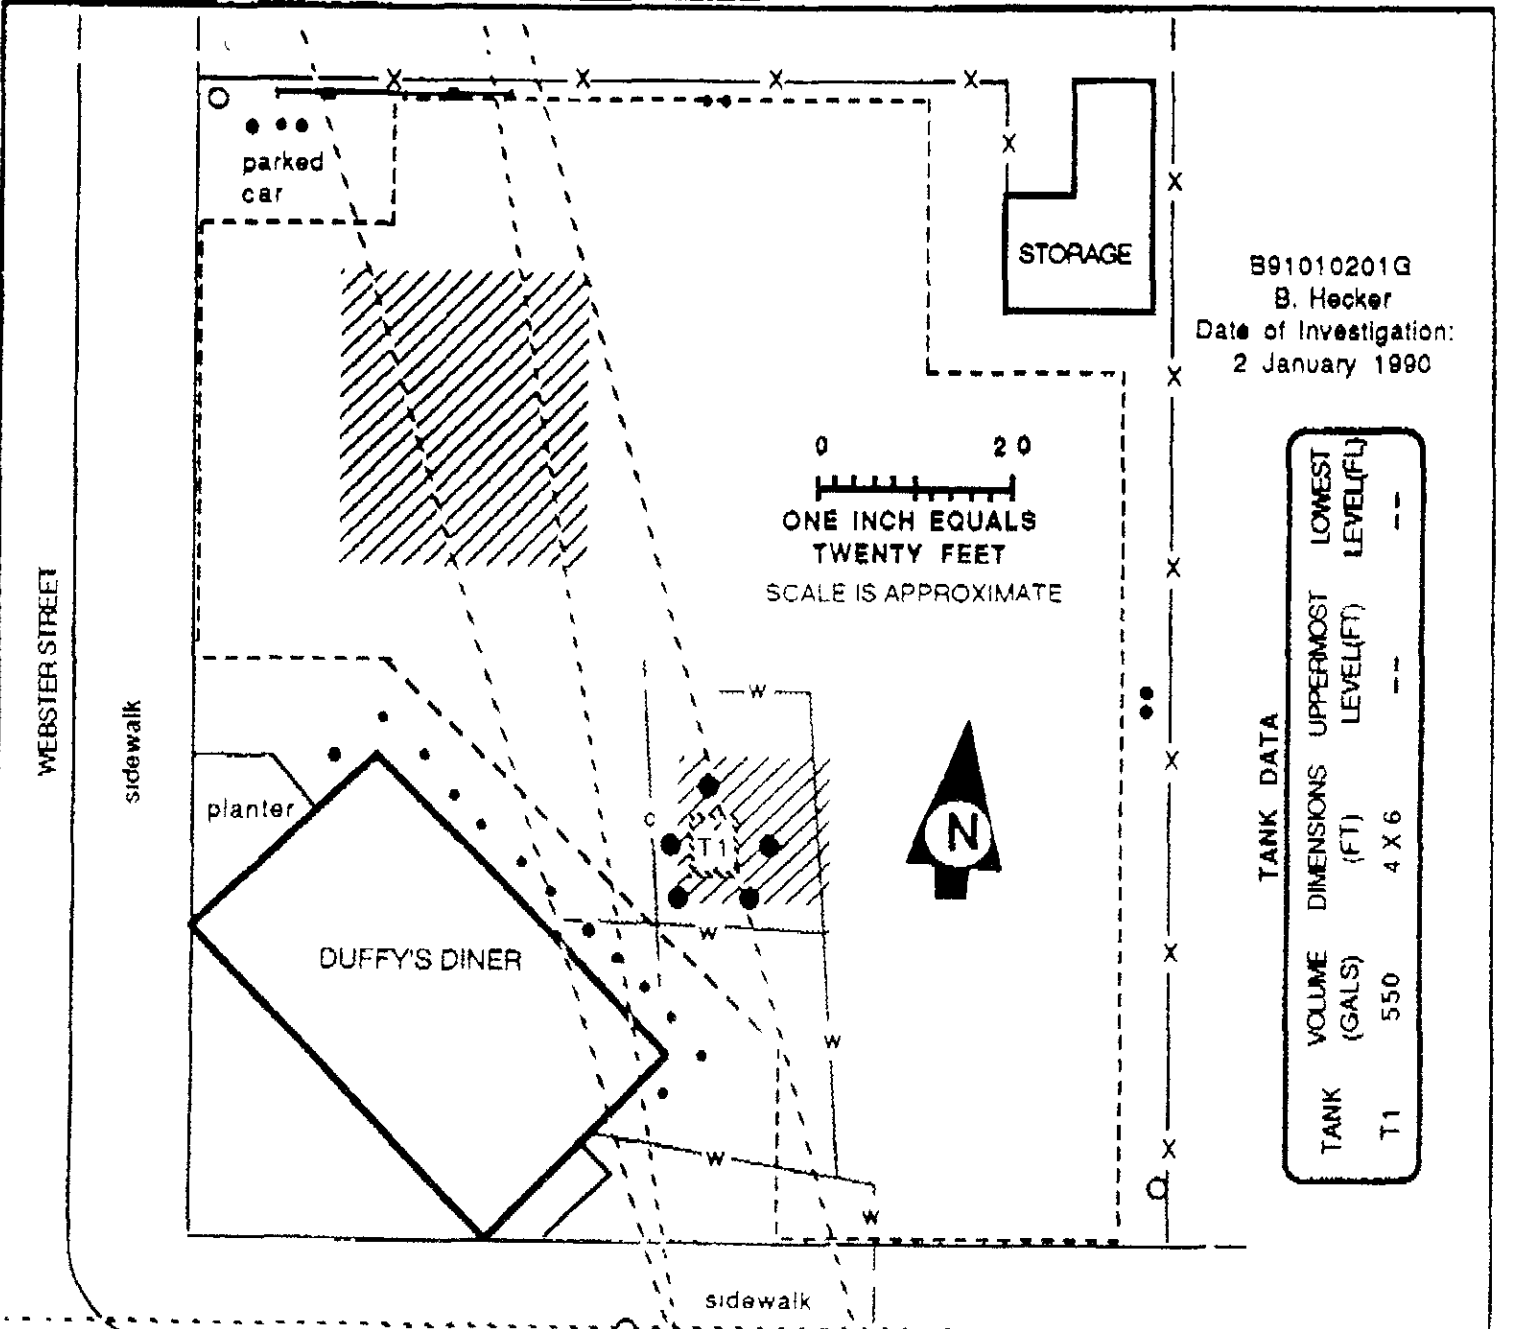 X X X X
parked
car
X
X
STORAGE
B91010201G
B. Hecker
Date of Investigation:
2 January 1990
X
0 20
ONE INCH EQUALS
TWENTY FEET
SCALE IS APPROXIMATE
X
WEBSTER STREET
sidewalk
W
X
planter
C
T1
N
W
DUFFY'S DINER
X
W
W
X
W
sidewalk
TANK DATA
TANK VOLUME DIMENSIONS UPPERMOST LOWEST
(GALS) (FT) LEVEL(FT) LEVEL(FL)
T1 550 4 X 6 -- --